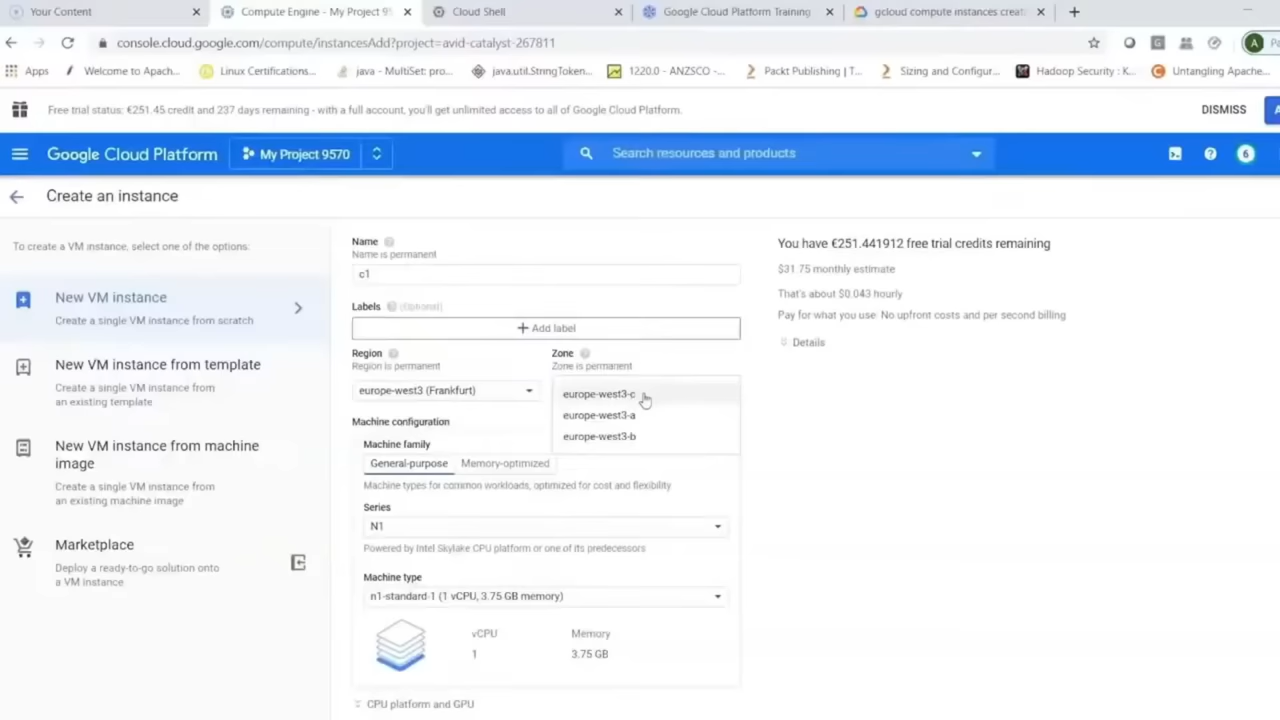 Your Content
Compute Engine - My Project 95
Cloud Shell
Google Cloud Platform Training
gcloud compute instances creat
console.cloud.google.com/compute/instancesAdd?project=avid-catalyst-267811
A
Apps
Welcome to Apach...
Linux Certifications...
java - MultiSet: pro...
java.util.StringToken...
1220.0 - ANZSCO -...
Packt Publishing | T...
Sizing and Configur...
Hadoop Security : K...
Untangling Apache...
Free trial status: €251.45 credit and 237 days remaining - with a full account, you'll get unlimited access to all of Google Cloud Platform.
DISMISS
Google Cloud Platform
My Project 9570
Search resources and products
6
Create an instance
To create a VM instance, select one of the options:
New VM instance
Create a single VM instance from scratch
New VM instance from template
Create a single VM instance from
an existing template
New VM instance from machine
image
Create a single VM instance from
an existing machine image
Marketplace
Deploy a ready-to-go solution onto
a VM instance
Name
Name is permanent
c1
Labels (Optional)
+ Add label
Region
Region is permanent
europe-west3 (Frankfurt)
Zone
Zone is permanent
europe-west3-c
europe-west3-a
europe-west3-b
Machine configuration
Machine family
General-purpose Memory-optimized
Machine types for common workloads, optimized for cost and flexibility
Series
N1
Powered by Intel Skylake CPU platform or one of its predecessors
Machine type
n1-standard-1 (1 vCPU, 3.75 GB memory)
vCPU Memory
1 3.75 GB
CPU platform and GPU
You have €251.441912 free trial credits remaining
$31.75 monthly estimate
That's about $0.043 hourly
Pay for what you use: No upfront costs and per second billing
Details